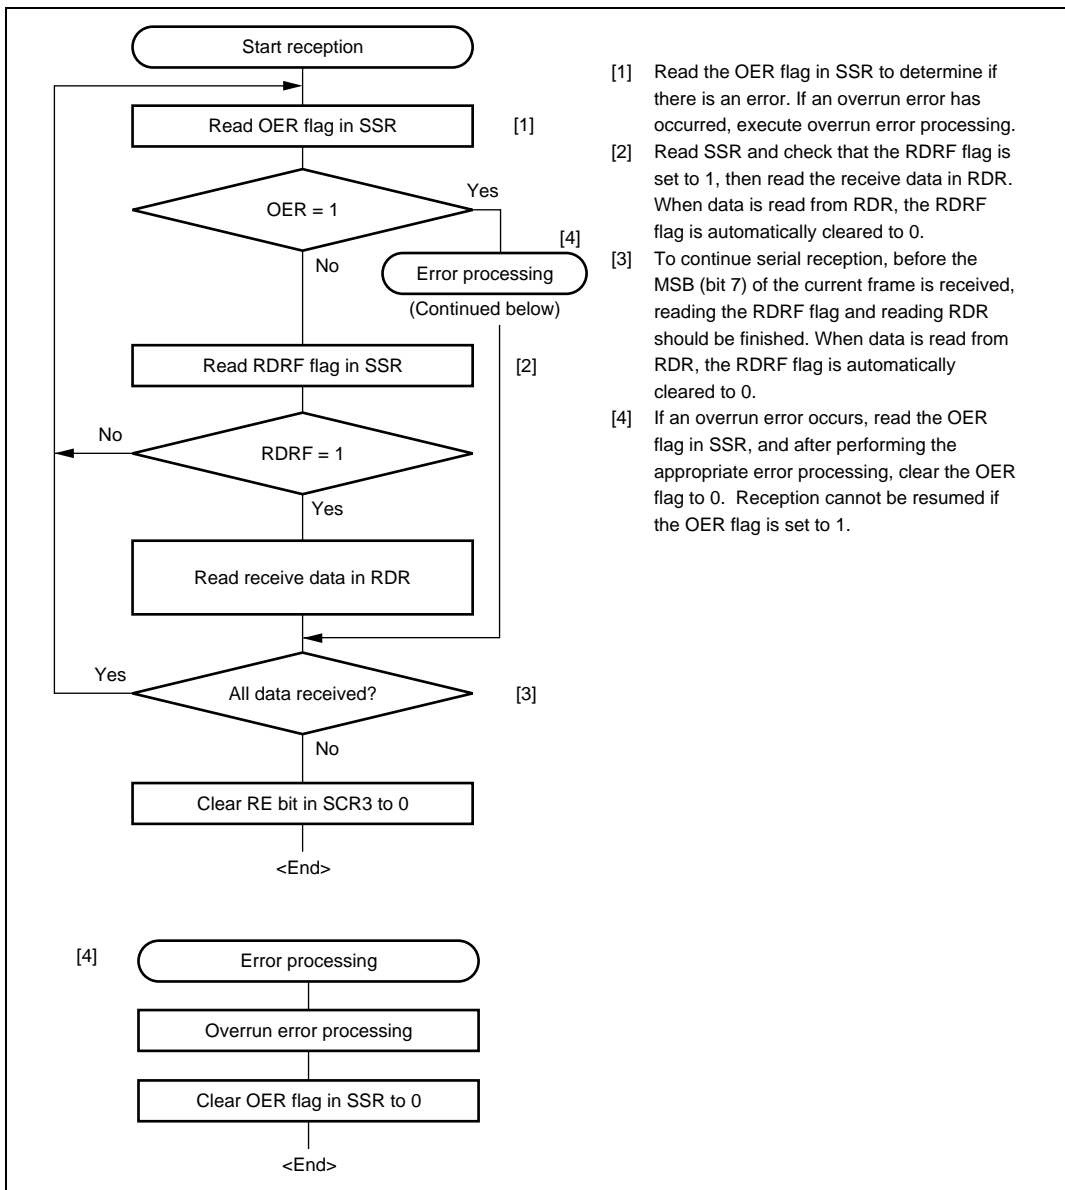 Start reception
Read OER flag in SSR
[1]
OER = 1
Yes
No
[4]
Error processing
(Continued below)
Read RDRF flag in SSR
[2]
No
RDRF = 1
Yes
Read receive data in RDR
Yes
All data received?
[3]
No
Clear RE bit in SCR3 to 0
<End>
[4]
Error processing
Overrun error processing
Clear OER flag in SSR to 0
<End>
[1] Read the OER flag in SSR to determine if
there is an error. If an overrun error has
occurred, execute overrun error processing.
[2] Read SSR and check that the RDRF flag is
set to 1, then read the receive data in RDR.
When data is read from RDR, the RDRF
flag is automatically cleared to 0.
[3] To continue serial reception, before the
MSB (bit 7) of the current frame is received,
reading the RDRF flag and reading RDR
should be finished. When data is read from
RDR, the RDRF flag is automatically
cleared to 0.
[4] If an overrun error occurs, read the OER
flag in SSR, and after performing the
appropriate error processing, clear the OER
flag to 0.  Reception cannot be resumed if
the OER flag is set to 1.